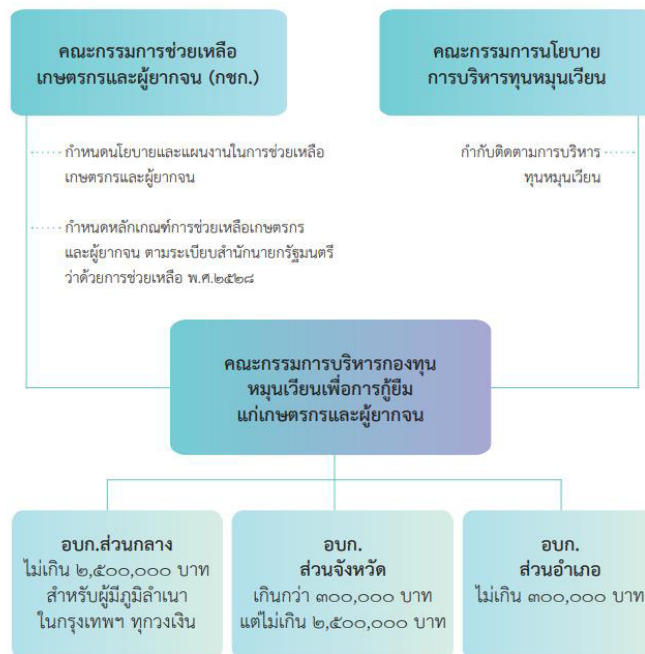 คณะกรรมการช่วยเหลือ
เกษตรกรและผู้ยากจน (กชก.)
คณะกรรมการนโยบาย
การบริหารทุนหมุนเวียน
กำหนดนโยบายและแผนงานในการช่วยเหลือ
เกษตรกรและผู้ยากจน
กำหนดหลักเกณฑ์การช่วยเหลือเกษตรกร
และผู้ยากจน ตามระเบียบสำนักนายกรัฐมนตรี
ว่าด้วยการช่วยเหลือ พ.ศ.๒๕๒๘
กำกับติดตามการบริหาร
ทุนหมุนเวียน
คณะกรรมการบริหารกองทุน
หมุนเวียนเพื่อการกู้ยืม
แก่เกษตรกรและผู้ยากจน
อบก.ส่วนกลาง
ไม่เกิน ๒,๕๐๐,๐๐๐ บาท
สำหรับผู้มีภูมิลำเนา
ในกรุงเทพฯ ทุกวงเงิน
อบก.
ส่วนจังหวัด
เกินกว่า ๓๐๐,๐๐๐ บาท
แต่ไม่เกิน ๒,๕๐๐,๐๐๐ บาท
อบก.
ส่วนอำเภอ
ไม่เกิน ๓๐๐,๐๐๐ บาท